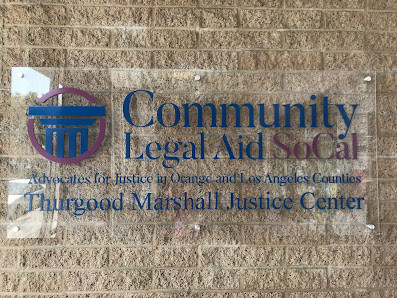 Community
Legal Aid SoCal
Advocates for Justice in Orange and Los Angeles Counties
Thurgood Marshall Justice Center